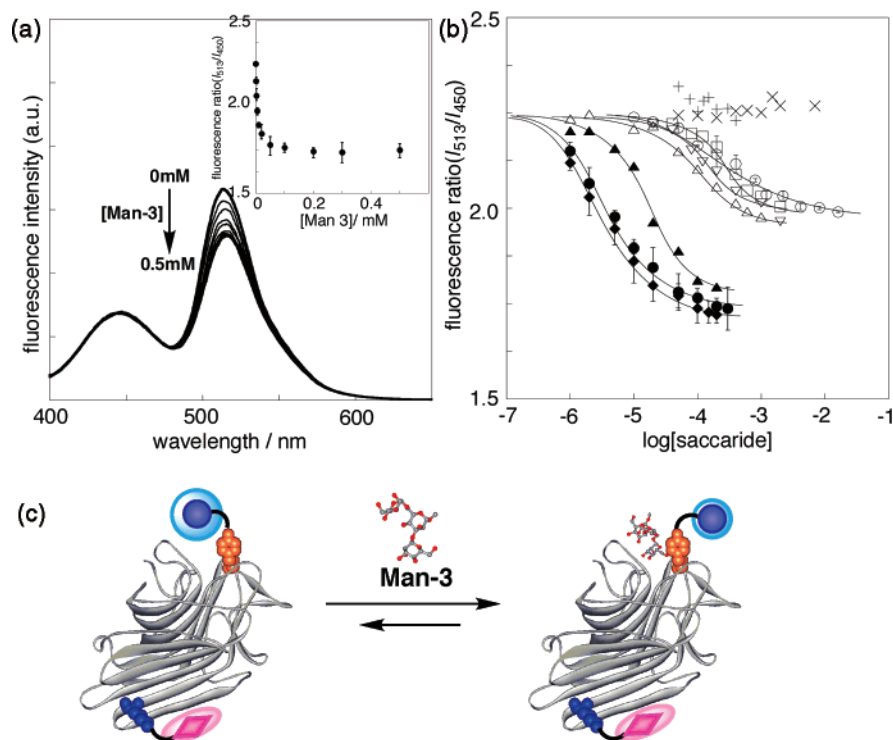 (a)
fluorescence intensity (a.u.)
0mM
[Man-3]
0.5mM
400
500
600
wavelength / nm
fluorescence ratio(I513/I450)
2.5
2.0
1.5
0
0.2
0.4
[Man 3]/ mM
(b)
fluorescence ratio (I513/I450)
2.5
2.0
1.5
-7
-6
-5
-4
-3
-2
-1
log[saccaride]
(c)
Man-3